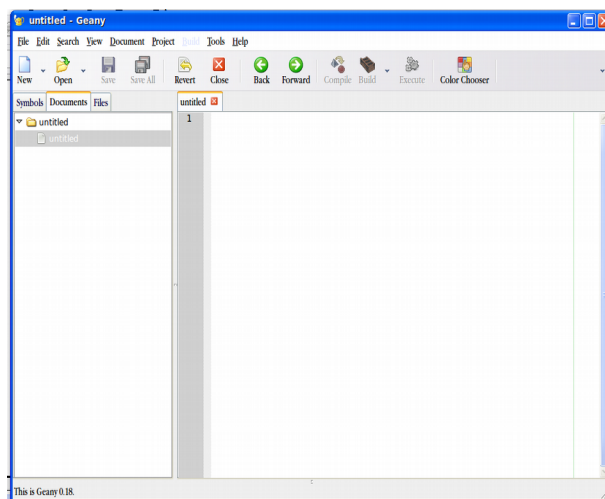 untitled - Geany
File Edit Search View Document Project Build Tools Help
New Open Save Save All Revert Close Back Forward Compile Build Execute Color Chooser
Symbols Documents Files untitled
untitled 1
untitled
This is Geany 0.18.